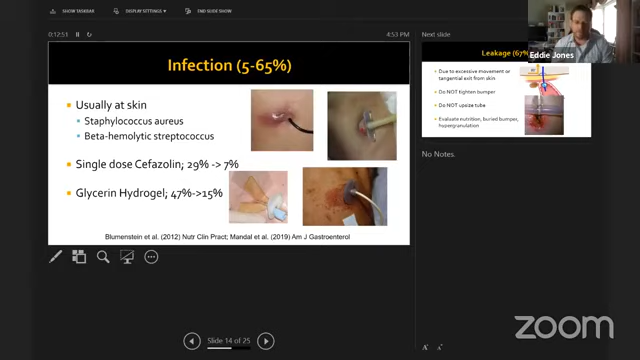 SHOW TASKBAR
DISPLAY SETTINGS
END SLIDE SHOW
0:12:51
4:53 PM
Next slide
Eddie Jones
Infection (5-65%)
Usually at skin
Staphylococcus aureus
Beta-hemolytic streptococcus
Single dose Cefazolin; 29% -> 7%
Glycerin Hydrogel; 47%->15%
Blumenstein et al. (2012) Nutr Clin Pract; Mandal et al. (2019) Am J Gastroenterol
Leakage (67%
Due to excessive movement or
tangential exit from skin
Do NOT tighten bumper
Do NOT upsize tube
Evaluate nutrition, buried bumper,
hypergranulation
No Notes.
Slide 14 of 25
zoom